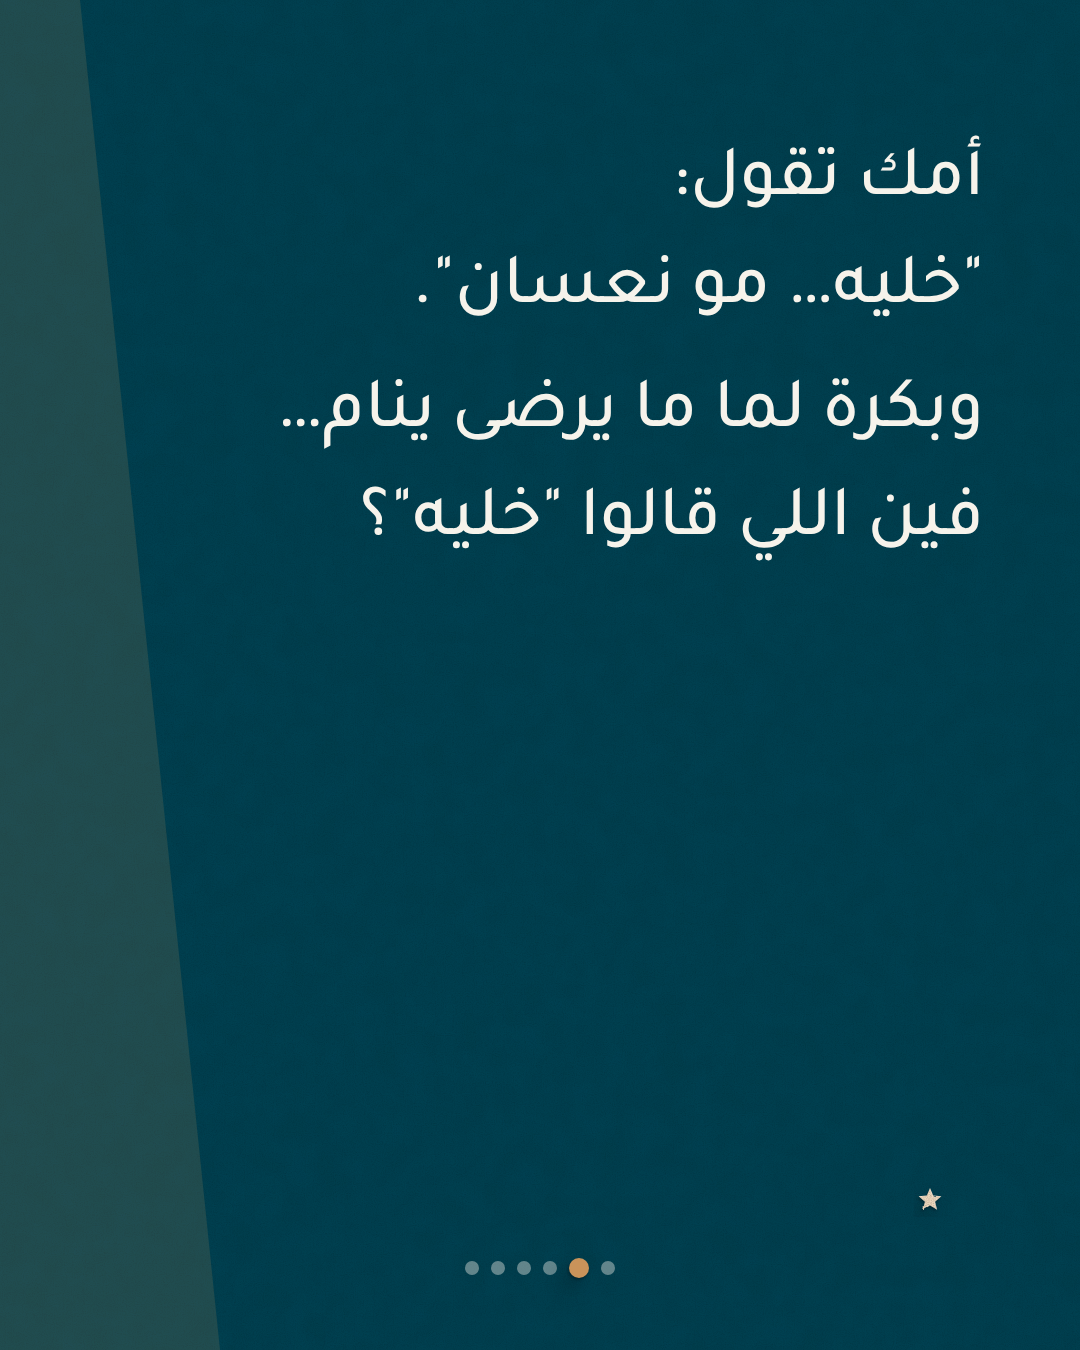 أمك تقول:
"خليه... مو نعسان".
وبكرة لما ما يرضى ينام...
فين اللي قالوا "خليه"؟